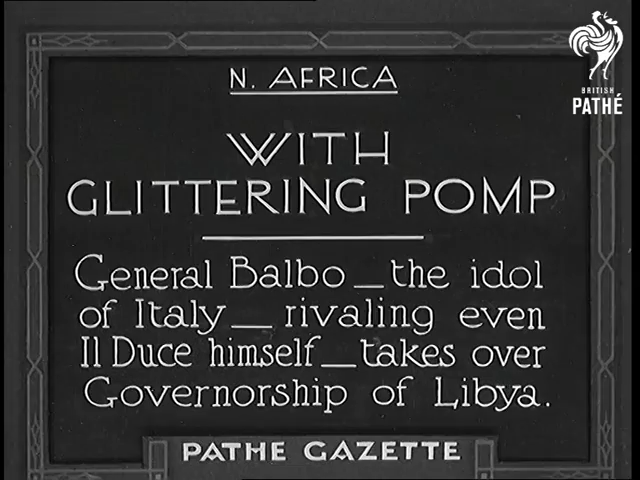 N. AFRICA
BRITISH
PATHÉ
WITH
GLITTERING POMP
General Balbo _ the idol
of Italy _ rivaling even
Il Duce himself _ takes over
Governorship of Libya.
PATHE GAZETTE